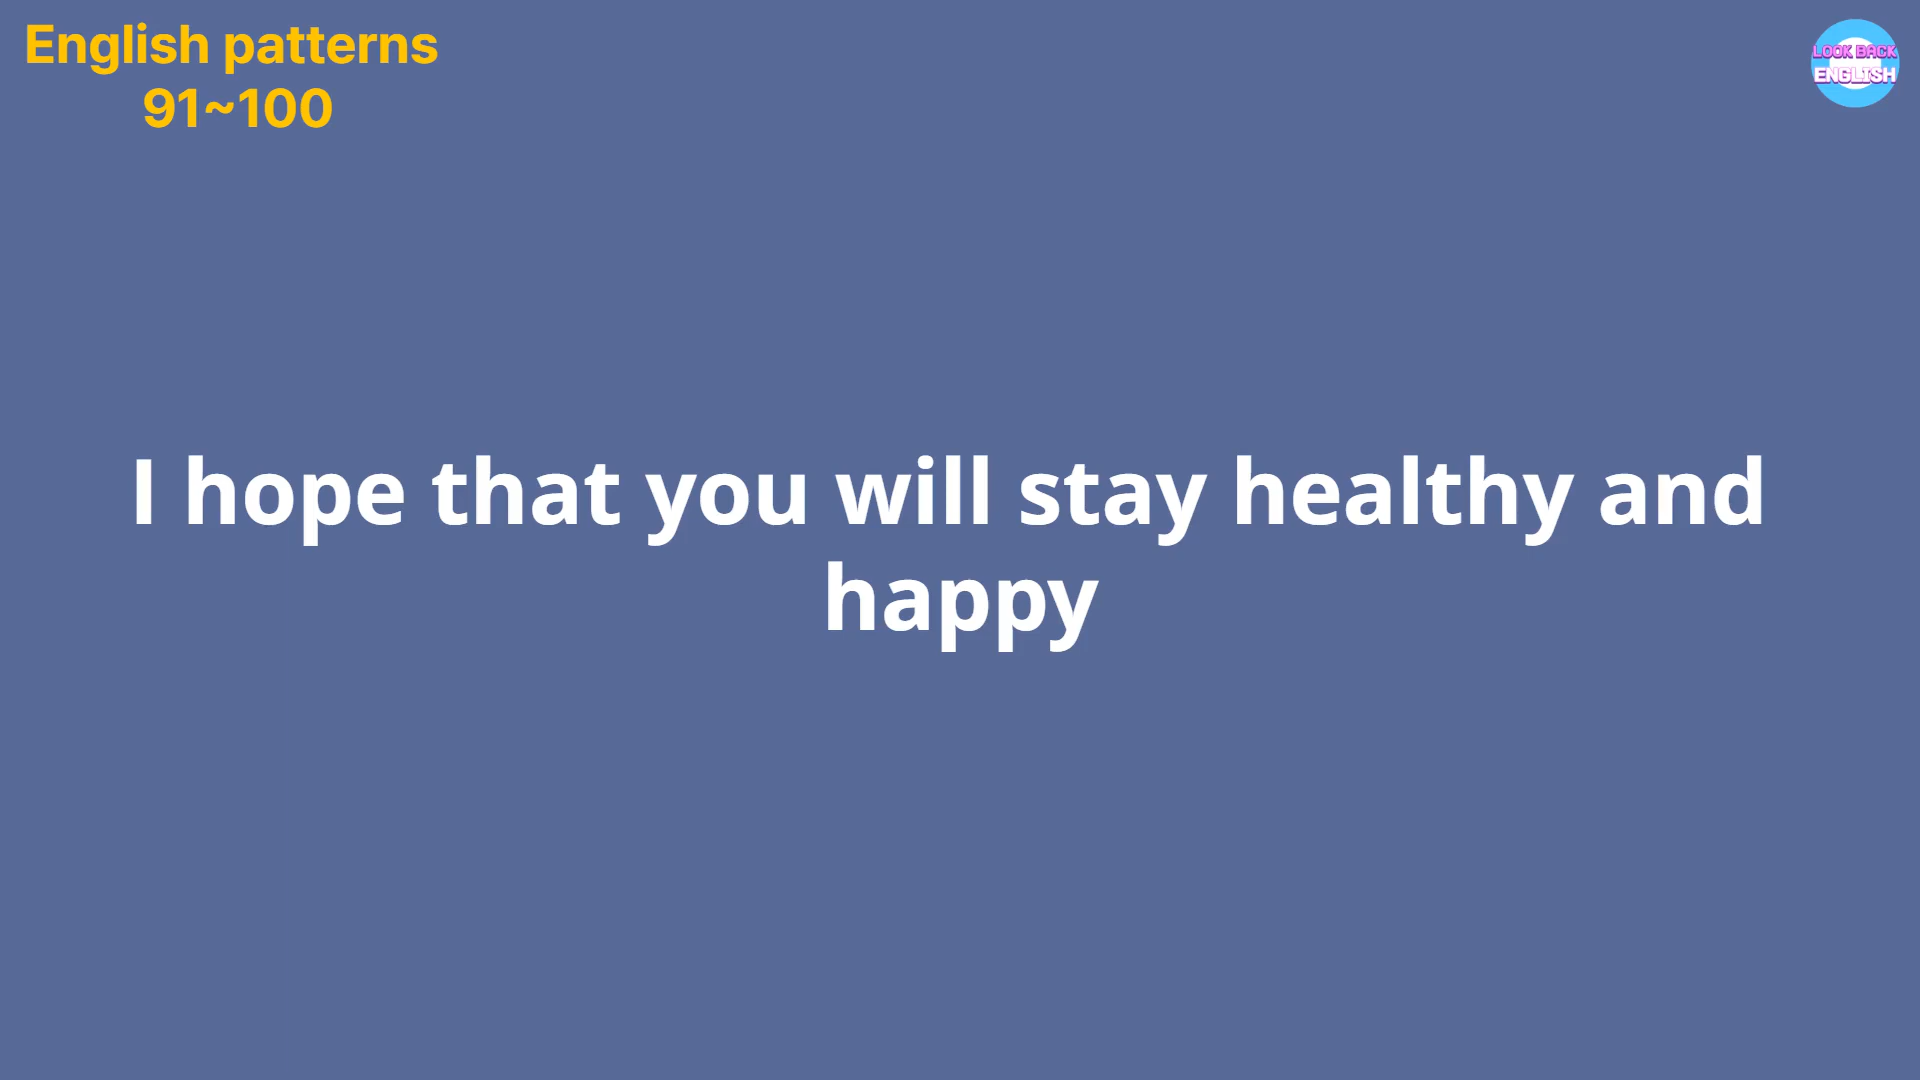 English patterns
91~100
LOOK BACK
ENGLISH
I hope that you will stay healthy and
happy